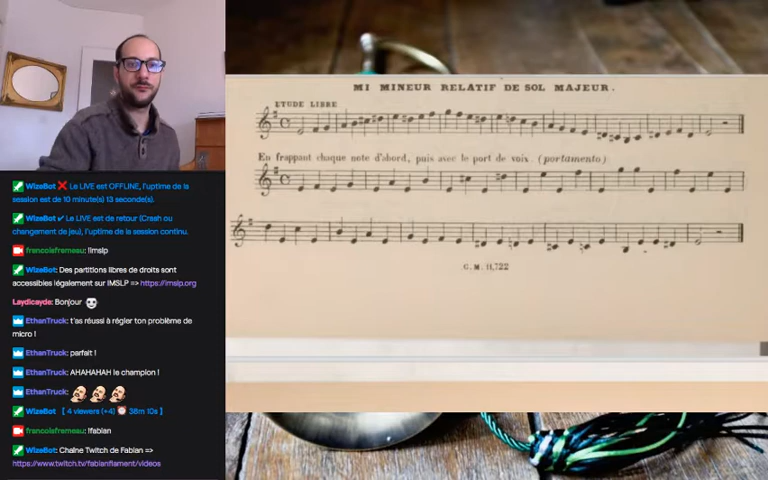 MI MINEUR RELATIF DE SOL MAJEUR.
ETUDE LIBRE
En frappant chaque note d'abord, puis avec le port de voix. (portamento)
G. M. 11,722
WizeBot ❌ Le LIVE est OFFLINE, l'uptime de la
session est de 10 minute(s) 13 seconde(s).
WizeBot ✔ Le LIVE est de retour (Crash ou
changement de jeu), l'uptime de la session continu.
francoisfremeau: !imslp
WizeBot: Des partitions libres de droits sont
accessibles légalement sur IMSLP => https://imslp.org
Laydicayde: Bonjour
EthanTruck: t'as réussi à régler ton problème de
micro !
EthanTruck: parfait !
EthanTruck: AHAHAHAH le champion !
EthanTruck:
WizeBot 【 4 viewers (+4) ⏰ 38m 10s 】
francoisfremeau: !fabian
WizeBot: Chaîne Twitch de Fabian =>
https://www.twitch.tv/fabianflament/videos